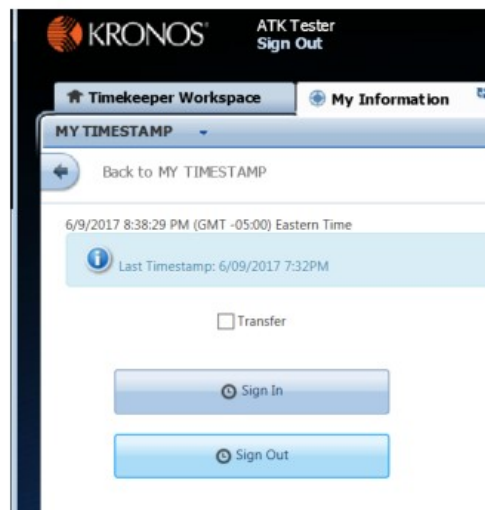 KRONOS
ATK Tester
Sign Out
Timekeeper Workspace
My Information
MY TIMESTAMP
Back to MY TIMESTAMP
6/9/2017 8:38:29 PM (GMT -05:00) Eastern Time
Last Timestamp: 6/09/2017 7:32PM
Transfer
Sign In
Sign Out